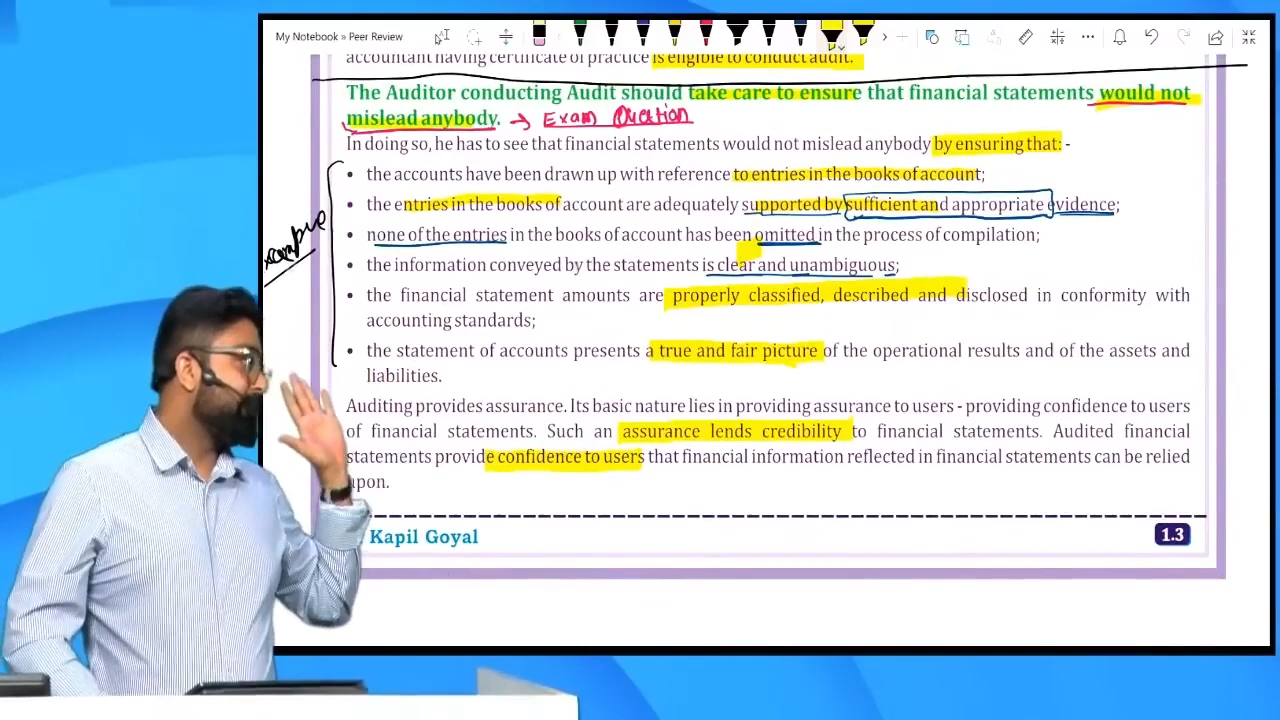 My Notebook » Peer Review
accountant having certificate of practice is eligible to conduct audit.
The Auditor conducting Audit should take care to ensure that financial statements would not
mislead anybody. → Exam Question
In doing so, he has to see that financial statements would not mislead anybody by ensuring that: -
• the accounts have been drawn up with reference to entries in the books of account;
• the entries in the books of account are adequately supported by sufficient and appropriate evidence;
• none of the entries in the books of account has been omitted in the process of compilation;
• the information conveyed by the statements is clear and unambiguous;
• the financial statement amounts are properly classified, described and disclosed in conformity with
accounting standards;
• the statement of accounts presents a true and fair picture of the operational results and of the assets and
liabilities.
Auditing provides assurance. Its basic nature lies in providing assurance to users - providing confidence to users
of financial statements. Such an assurance lends credibility to financial statements. Audited financial
statements provide confidence to users that financial information reflected in financial statements can be relied
upon.
Kapil Goyal
1.3